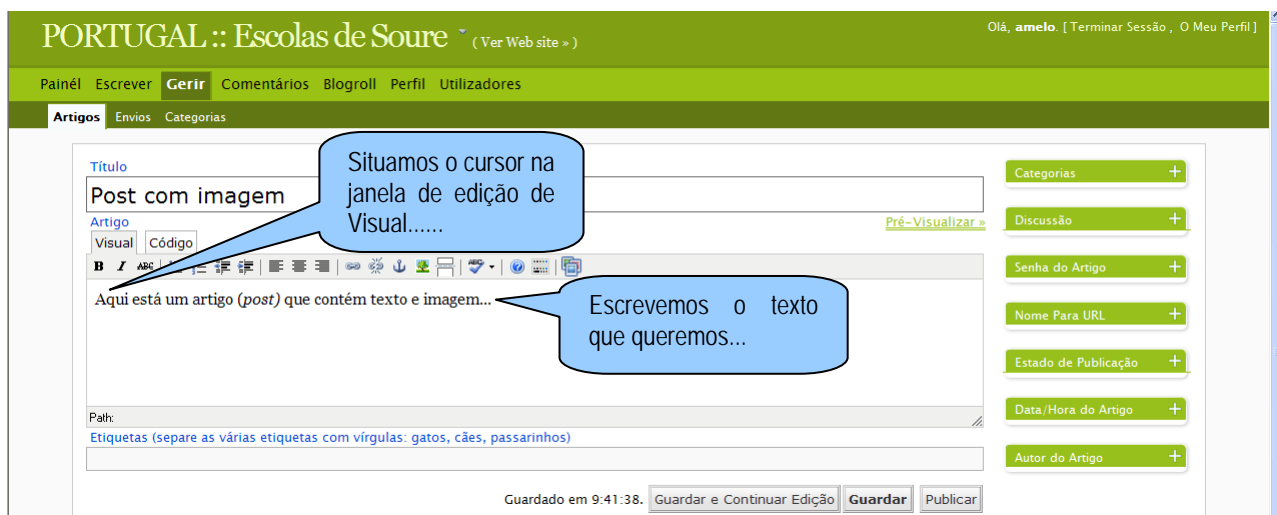 PORTUGAL :: Escolas de Soure ( Ver Web site » )
Olá, amelo. [ Terminar Sessão , O Meu Perfil ]
Painél Escrever Gerir Comentários Blogroll Perfil Utilizadores
Artigos Envios Categorias
Título
Post com imagem
Artigo
Pré-Visualizar »
Visual Código
B I ABC
ABC
Aqui está um artigo (post) que contém texto e imagem...
Situamos o cursor na
janela de edição de
Visual......
Escrevemos o texto
que queremos...
Path:
Etiquetas (separe as várias etiquetas com vírgulas: gatos, cães, passarinhos)
Guardado em 9:41:38. Guardar e Continuar Edição Guardar Publicar
Categorias +
Discussão +
Senha do Artigo +
Nome Para URL +
Estado de Publicação +
Data/Hora do Artigo +
Autor do Artigo +